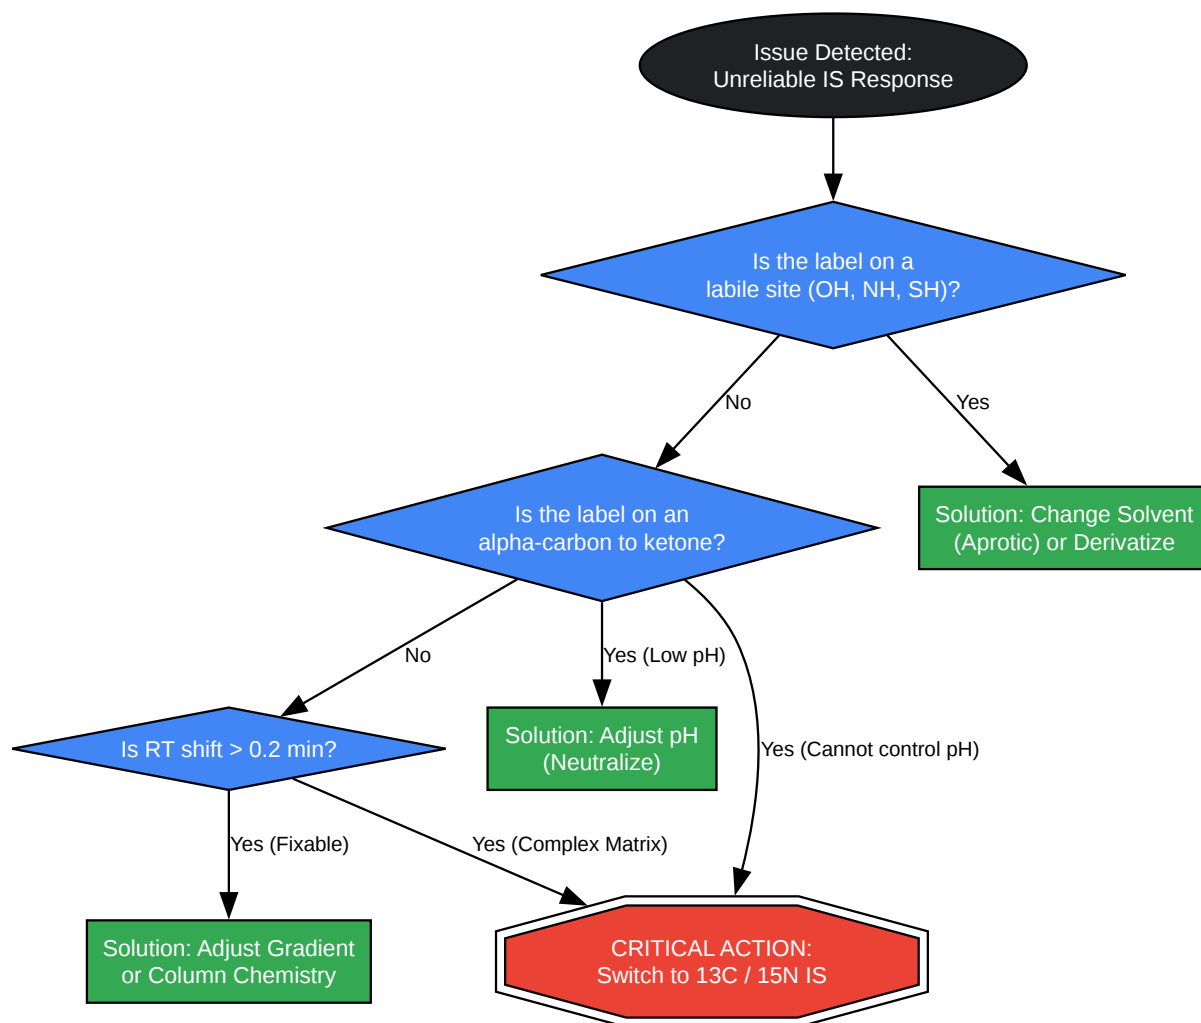 Issue Detected:
Unreliable IS Response
Is the label on a
labile site (OH, NH, SH)?
No
Yes
Is the label on an
alpha-carbon to ketone?
Solution: Change Solvent
(Aprotic) or Derivatize
No
Yes (Low pH)
Yes (Cannot control pH)
Is RT shift > 0.2 min?
Solution: Adjust pH
(Neutralize)
Yes (Fixable)
Yes (Complex Matrix)
Solution: Adjust Gradient
or Column Chemistry
CRITICAL ACTION:
Switch to 13C / 15N IS